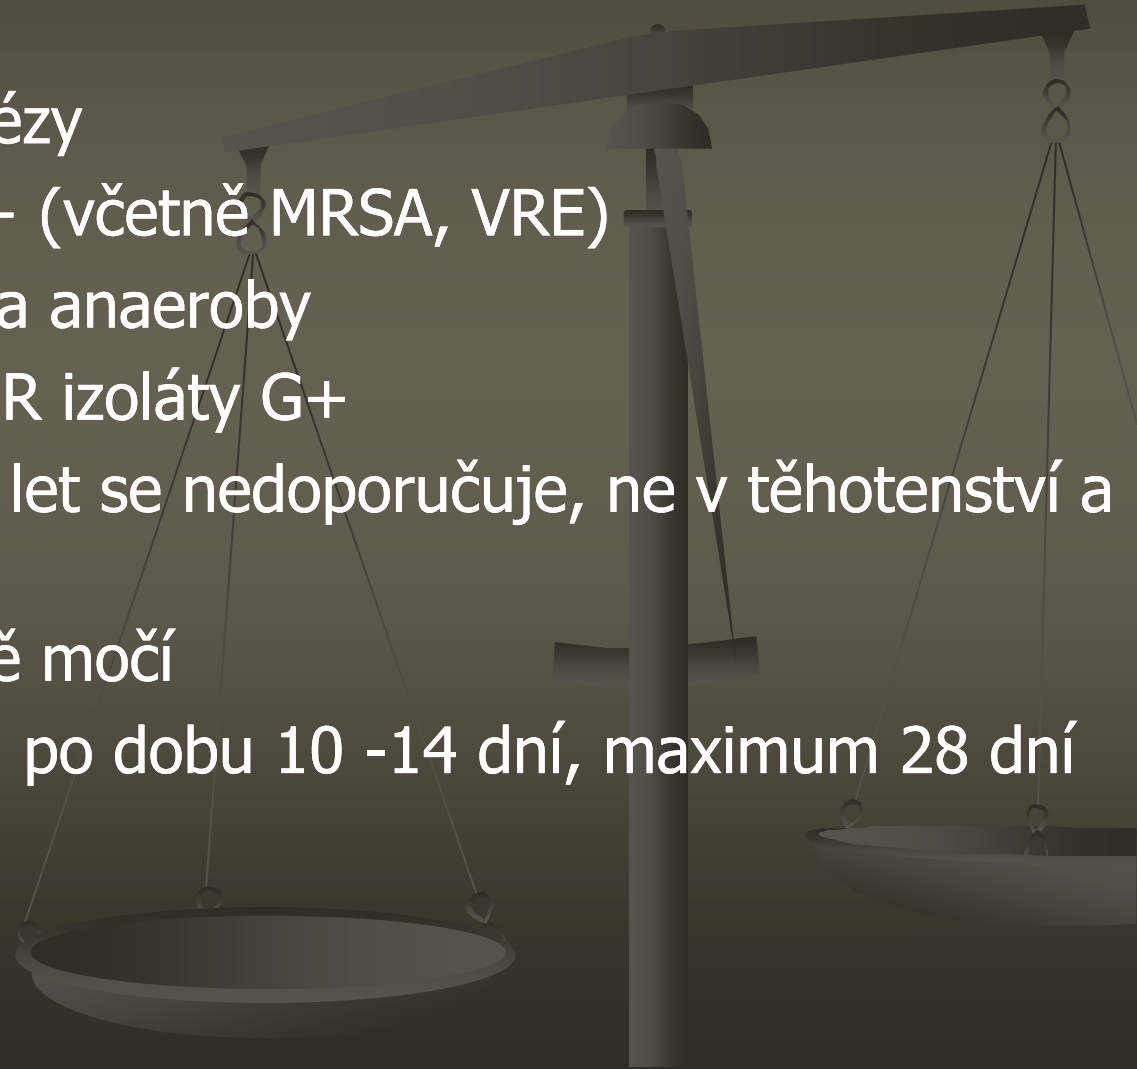 ézy
- (včetně MRSA, VRE)
a anaeroby
R izoláty G+
let se nedoporučuje, ne v těhotenství a
ě močí
po dobu 10 -14 dní, maximum 28 dní